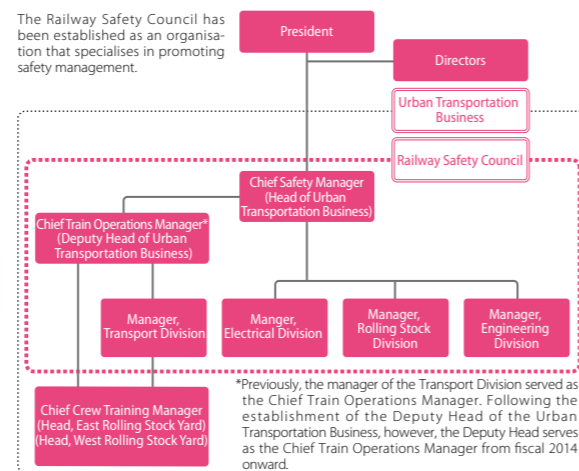 The Railway Safety Council has
been established as an organisa-
tion that specialises in promoting
safety management.
President
Directors
Urban Transportation
Business
Railway Safety Council
Chief Safety Manager
(Head of Urban
Transportation Business)
Chief Train Operations Manager*
(Deputy Head of Urban
Transportation Business)
Manager,
Transport Division
Manger,
Electrical Division
Manager,
Rolling Stock
Division
Manager,
Engineering
Division
Chief Crew Training Manager
(Head, East Rolling Stock Yard)
(Head, West Rolling Stock Yard)
*Previously, the manager of the Transport Division served as
the Chief Train Operations Manager. Following the
establishment of the Deputy Head of the Urban
Transportation Business, however, the Deputy Head serves
as the Chief Train Operations Manager from fiscal 2014
onward.